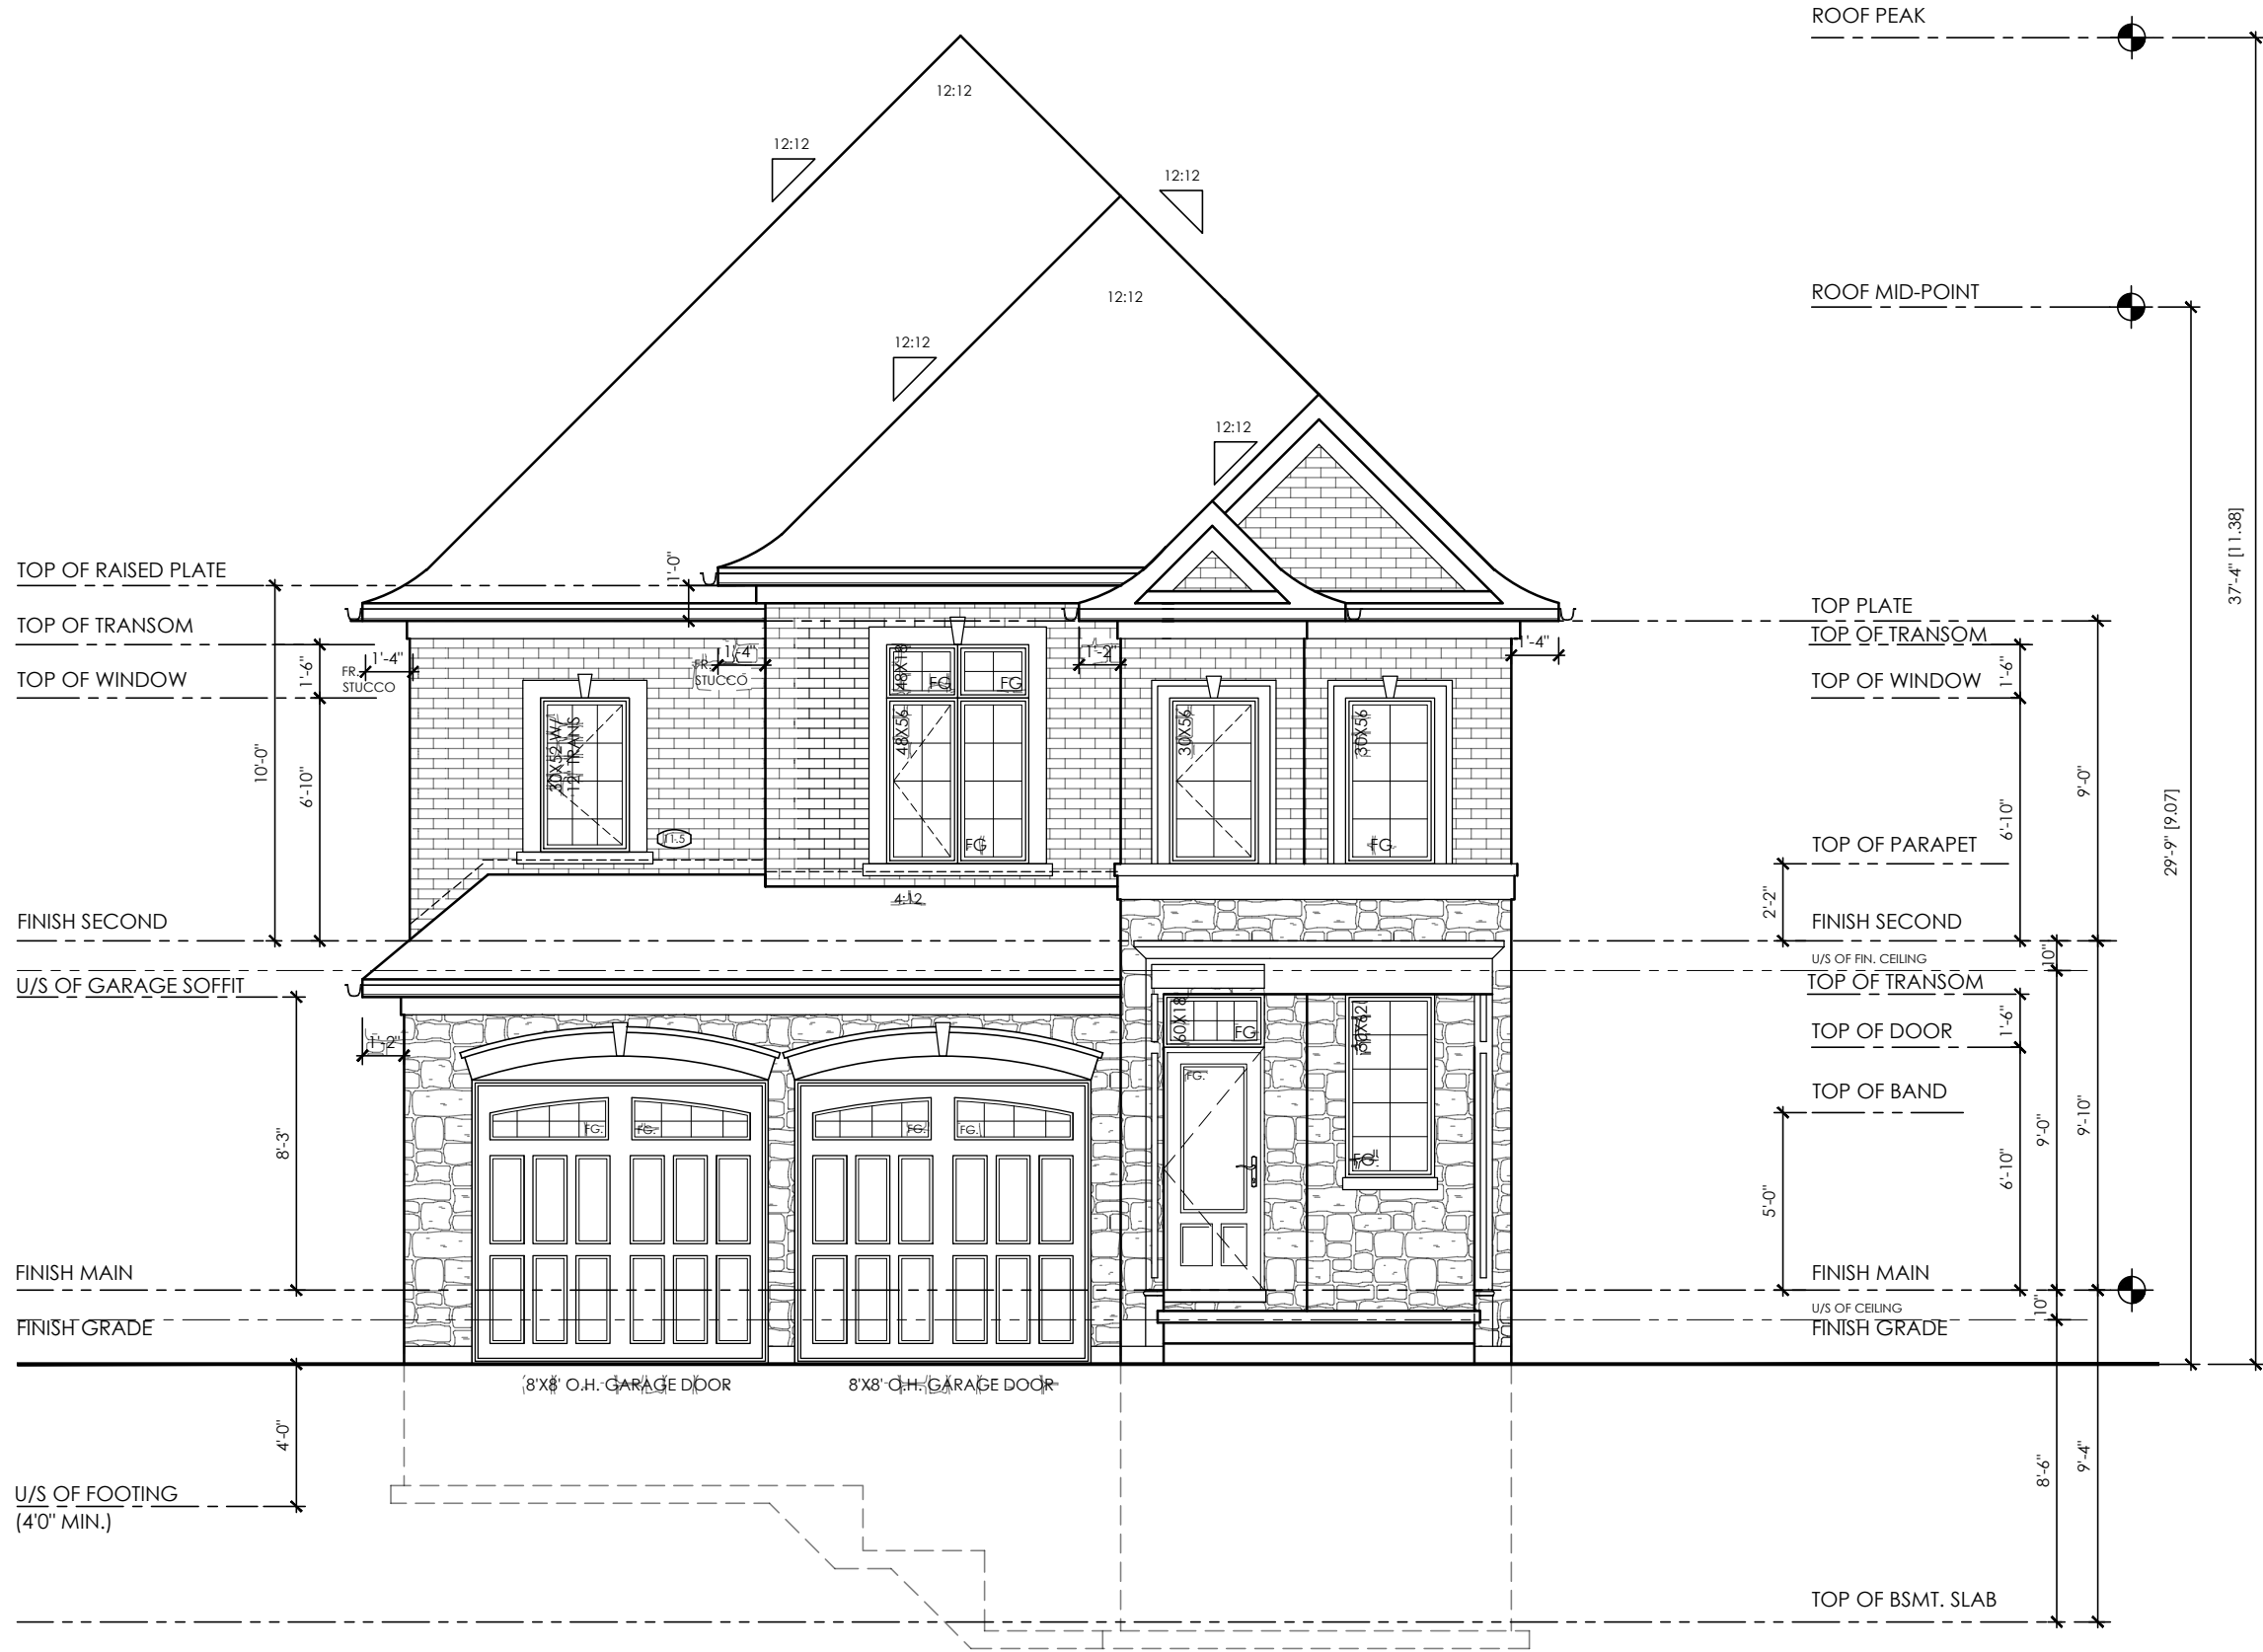 ROOF PEAK
12:12
12:12
12:12
ROOF MID-POINT
12:12
12:12
12:12
37'-4" [11.38]
TOP OF RAISED PLATE
1'-0"
TOP PLATE
TOP OF TRANSOM
TOP OF TRANSOM
1'-6"
FR.
STUCCO
1'-4"
FR.
STUCCO
1'-4"
1'-2"
1'-4"
1'-6"
TOP OF WINDOW
TOP OF WINDOW
48X18
FG
FG
30X52 W/
12" TRANS
48X56
30X56
30X56
10'-0"
6'-10"
9'-0"
6'-10"
29'-9" [9.07]
11.5
FG
FG.
TOP OF PARAPET
4:12
2'-2"
FINISH SECOND
FINISH SECOND
10"
U/S OF FIN. CEILING
U/S OF GARAGE SOFFIT
TOP OF TRANSOM
60X18
FG
1'-6"
TOP OF DOOR
1'-2"
FG.
TOP OF BAND
FG.
FG.
FG.
FG.
8'-3"
9'-0"
9'-10"
FG.
6'-10"
5'-0"
FINISH MAIN
FINISH MAIN
10"
U/S OF CEILING
FINISH GRADE
FINISH GRADE
8'X8' O.H. GARAGE DOOR
8'X8' O.H. GARAGE DOOR
4'-0"
8'-6"
9'-4"
U/S OF FOOTING
(4'0" MIN.)
TOP OF BSMT. SLAB